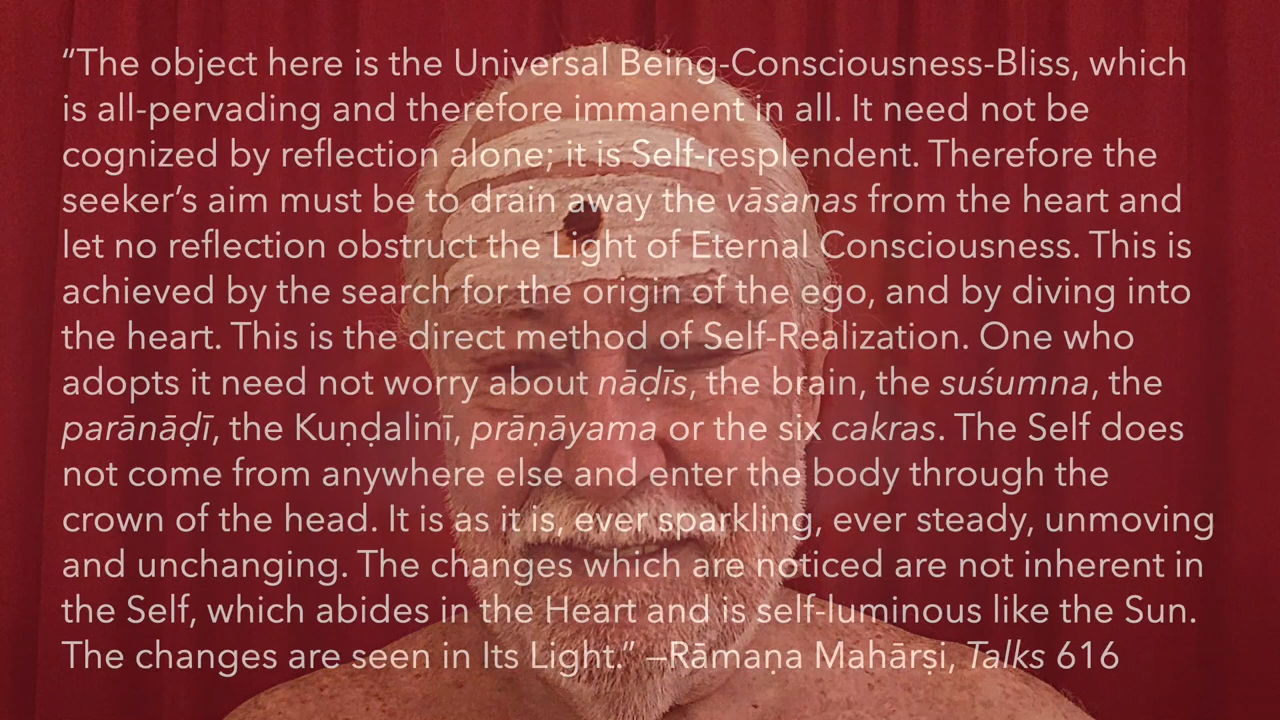 “The object here is the Universal Being-Consciousness-Bliss, which
is all-pervading and therefore immanent in all. It need not be
cognized by reflection alone; it is Self-resplendent. Therefore the
seeker’s aim must be to drain away the vāsanas from the heart and
let no reflection obstruct the Light of Eternal Consciousness. This is
achieved by the search for the origin of the ego, and by diving into
the heart. This is the direct method of Self-Realization. One who
adopts it need not worry about nāḍīs, the brain, the suśumna, the
parānāḍī, the Kuṇḍalinī, prāṇāyama or the six cakras. The Self does
not come from anywhere else and enter the body through the
crown of the head. It is as it is, ever sparkling, ever steady, unmoving
and unchanging. The changes which are noticed are not inherent in
the Self, which abides in the Heart and is self-luminous like the Sun.
The changes are seen in Its Light.” —Rāmaṇa Mahārṣi, Talks 616